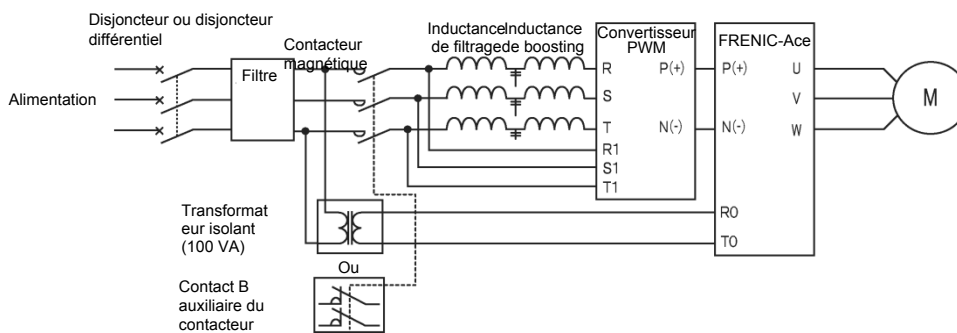 Disjoncteur ou disjoncteur
différentiel
Contacteur
magnétique
Inductance
de filtrage
Inductance
de boosting
Convertisseur
PWM
FRENIC-Ace
Alimentation
Filtre
R
S
T
R1
S1
T1
P(+)
N(-)
P(+)
N(-)
R0
T0
U
V
W
M
Transformat
eur isolant
(100 VA)
Ou
Contact B
auxiliaire du
contacteur